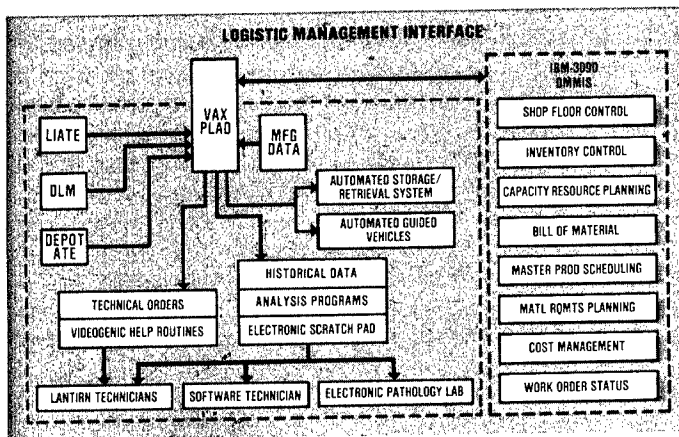 LOGISTIC MANAGEMENT INTERFACE
VAX
PLAD
LIATE
DLM
DEPOT
ATE
MFG
DATA
AUTOMATED STORAGE/
RETRIEVAL SYSTEM
AUTOMATED GUIDED
VEHICLES
HISTORICAL DATA
ANALYSIS PROGRAMS
ELECTRONIC SCRATCH PAD
TECHNICAL ORDERS
VIDEOGENIC HELP ROUTINES
LANTIRN TECHNICIANS
SOFTWARE TECHNICIAN
ELECTRONIC PATHOLOGY LAB
IBM-3090
DMMIS
SHOP FLOOR CONTROL
INVENTORY CONTROL
CAPACITY RESOURCE PLANNING
BILL OF MATERIAL
MASTER PROD SCHEDULING
MATL RQMTS PLANNING
COST MANAGEMENT
WORK ORDER STATUS